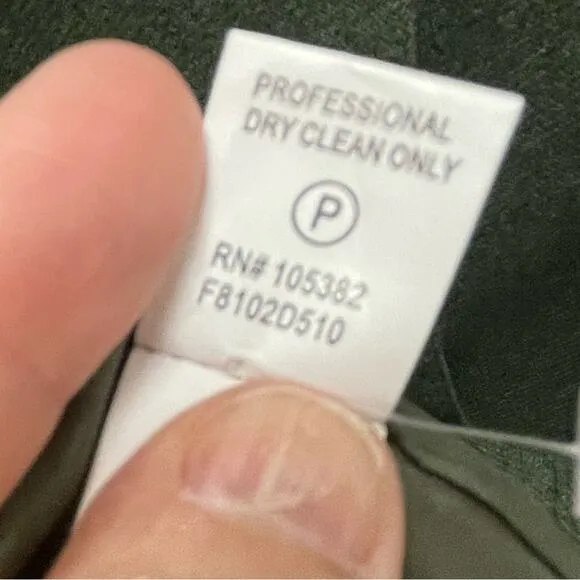 PROFESSIONAL
DRY CLEAN ONLY
P
RN# 105382
F8102D510